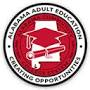 ALABAMA ADULT EDUCATION
CREATING OPPORTUNITIES